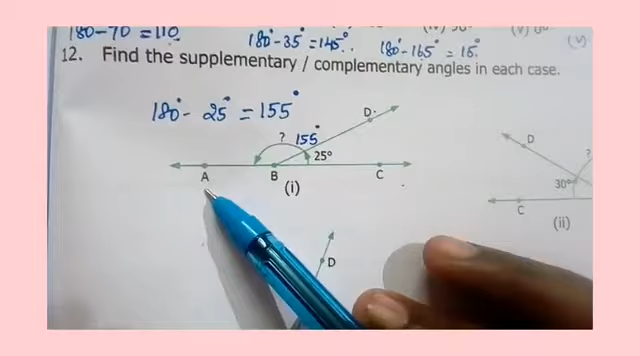 180-70 = 110
180° - 35° = 145°.
180° - 165° = 15°.
(v) 0°
(v)
12. Find the supplementary / complementary angles in each case.
180° - 25° = 155°
D
? 155°
25°
A B C
(i)
D
?
30°
C
(ii)
D